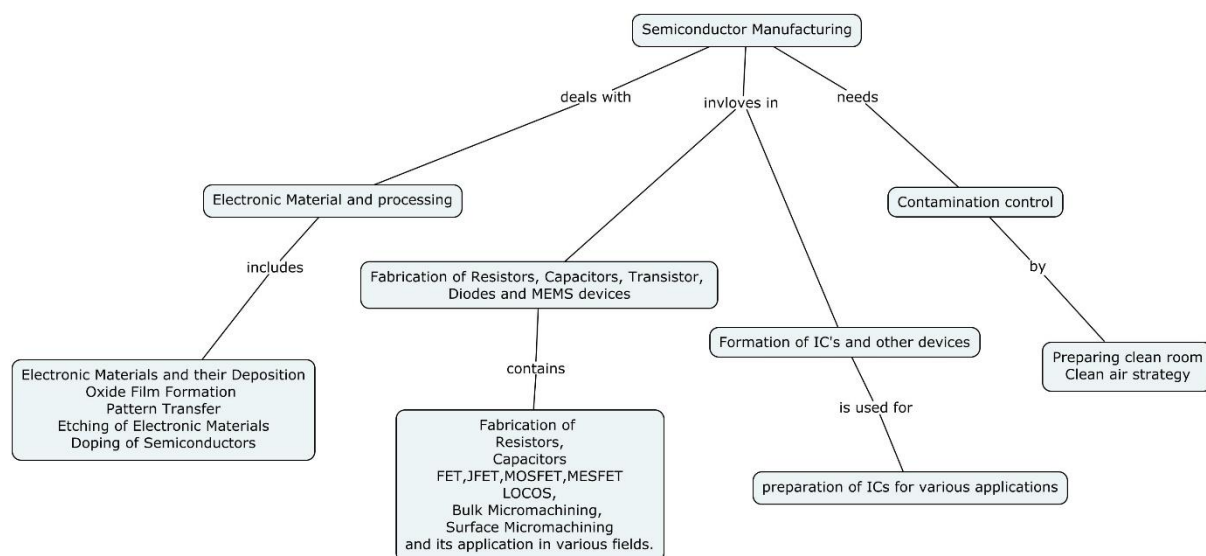 Semiconductor Manufacturing
deals with
invloves in
needs
Electronic Material and processing
Contamination control
includes
by
Fabrication of Resistors, Capacitors, Transistor,
Diodes and MEMS devices
Formation of IC's and other devices
Preparing clean room
Clean air strategy
contains
is used for
Electronic Materials and their Deposition
Oxide Film Formation
Pattern Transfer
Etching of Electronic Materials
Doping of Semiconductors
Fabrication of
Resistors,
Capacitors
FET,JFET,MOSFET,MESFET
LOCOS,
Bulk Micromachining,
Surface Micromachining
and its application in various fields.
preparation of ICs for various applications